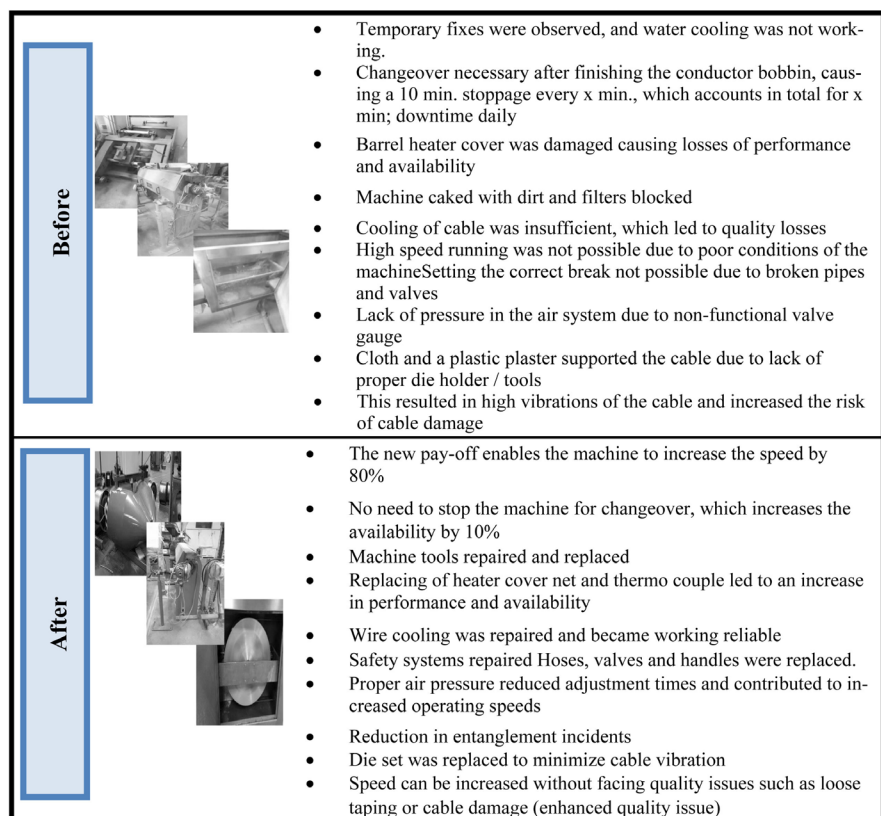 Before
• Temporary fixes were observed, and water cooling was not work-
ing.
• Changeover necessary after finishing the conductor bobbin, caus-
ing a 10 min. stoppage every x min., which accounts in total for x
min; downtime daily
• Barrel heater cover was damaged causing losses of performance
and availability
• Machine caked with dirt and filters blocked
• Cooling of cable was insufficient, which led to quality losses
• High speed running was not possible due to poor conditions of the
machineSetting the correct break not possible due to broken pipes
and valves
• Lack of pressure in the air system due to non-functional valve
gauge
• Cloth and a plastic plaster supported the cable due to lack of
proper die holder / tools
• This resulted in high vibrations of the cable and increased the risk
of cable damage
After
• The new pay-off enables the machine to increase the speed by
80%
• No need to stop the machine for changeover, which increases the
availability by 10%
• Machine tools repaired and replaced
• Replacing of heater cover net and thermo couple led to an increase
in performance and availability
• Wire cooling was repaired and became working reliable
• Safety systems repaired Hoses, valves and handles were replaced.
• Proper air pressure reduced adjustment times and contributed to in-
creased operating speeds
• Reduction in entanglement incidents
• Die set was replaced to minimize cable vibration
• Speed can be increased without facing quality issues such as loose
taping or cable damage (enhanced quality issue)